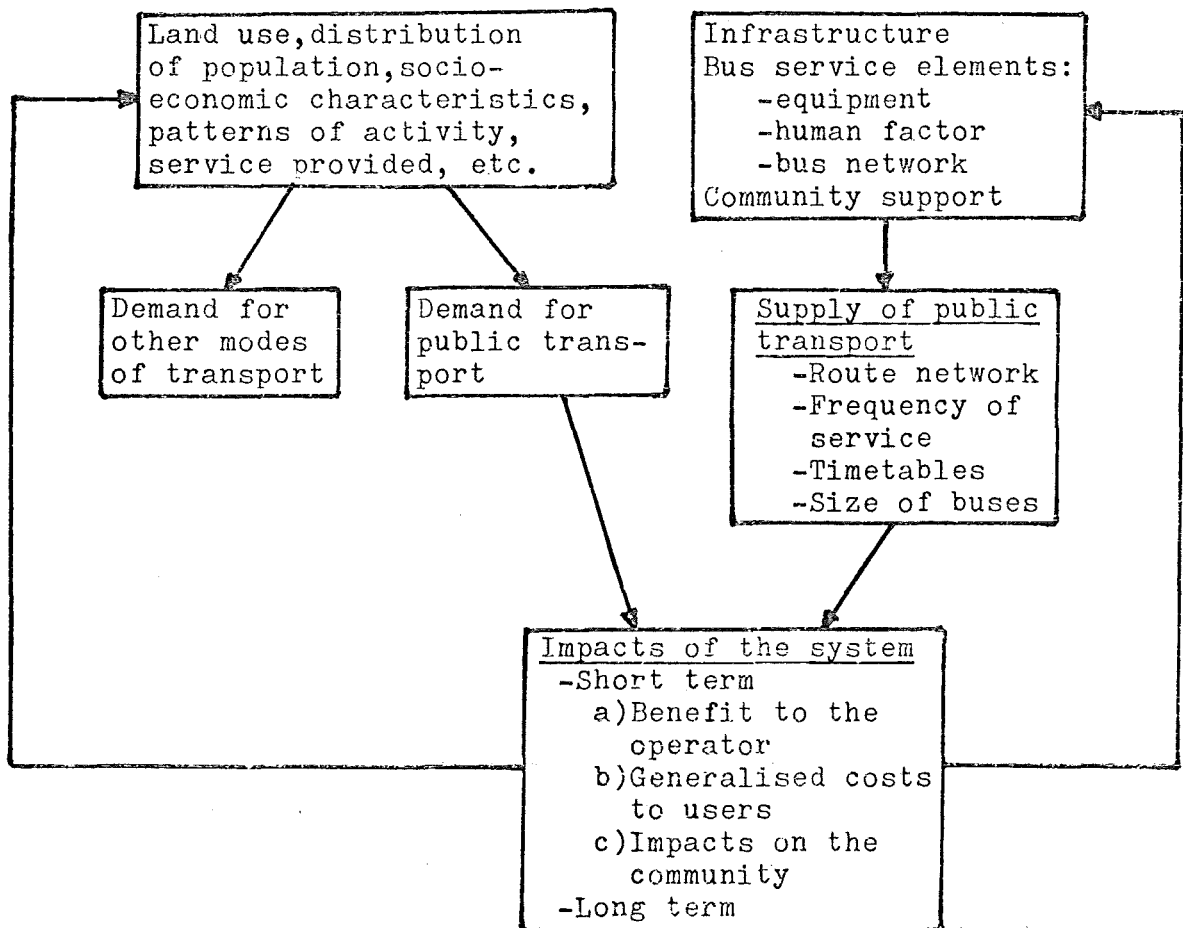 Land use,distribution
of population,socio-
economic characteristics,
patterns of activity,
service provided, etc.
Infrastructure
Bus service elements:
-equipment
-human factor
-bus network
Community support
Demand for
other modes
of transport
Demand for
public trans-
port
Supply of public
transport
-Route network
-Frequency of
service
-Timetables
-Size of buses
Impacts of the system
-Short term
a)Benefit to the
operator
b)Generalised costs
to users
c)Impacts on the
community
-Long term